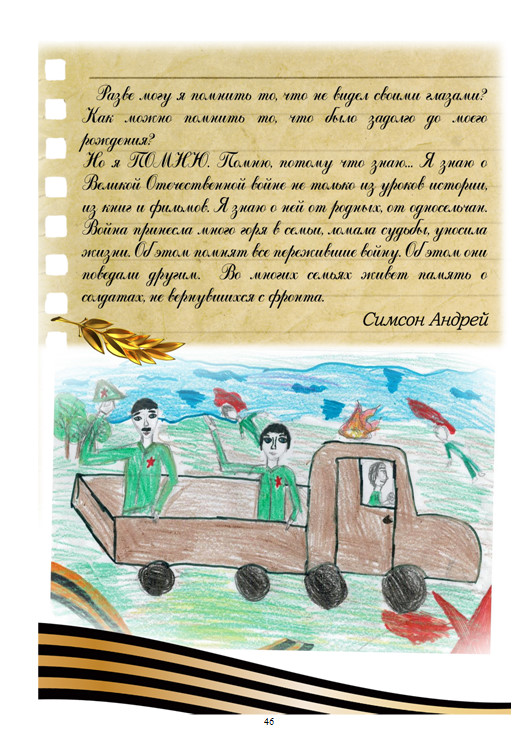 Разве могу я помнить то, что не видел своими глазами?
Как можно помнить то, что было задолго до моего
рождения?
Но я ПОМНЮ. Помню, потому что знаю... Я знаю о
Великой Отечественной войне не только из уроков истории,
из книг и фильмов. Я знаю о ней от родных, от односельчан.
Война принесла много горя в семьи, ломала судьбы, уносила
жизни. Об этом помнят все пережившие войну. Об этом они
поведали другим. Во многих семьях живет память о
солдатах, не вернувшихся с фронта.
Симсон Андрей
46